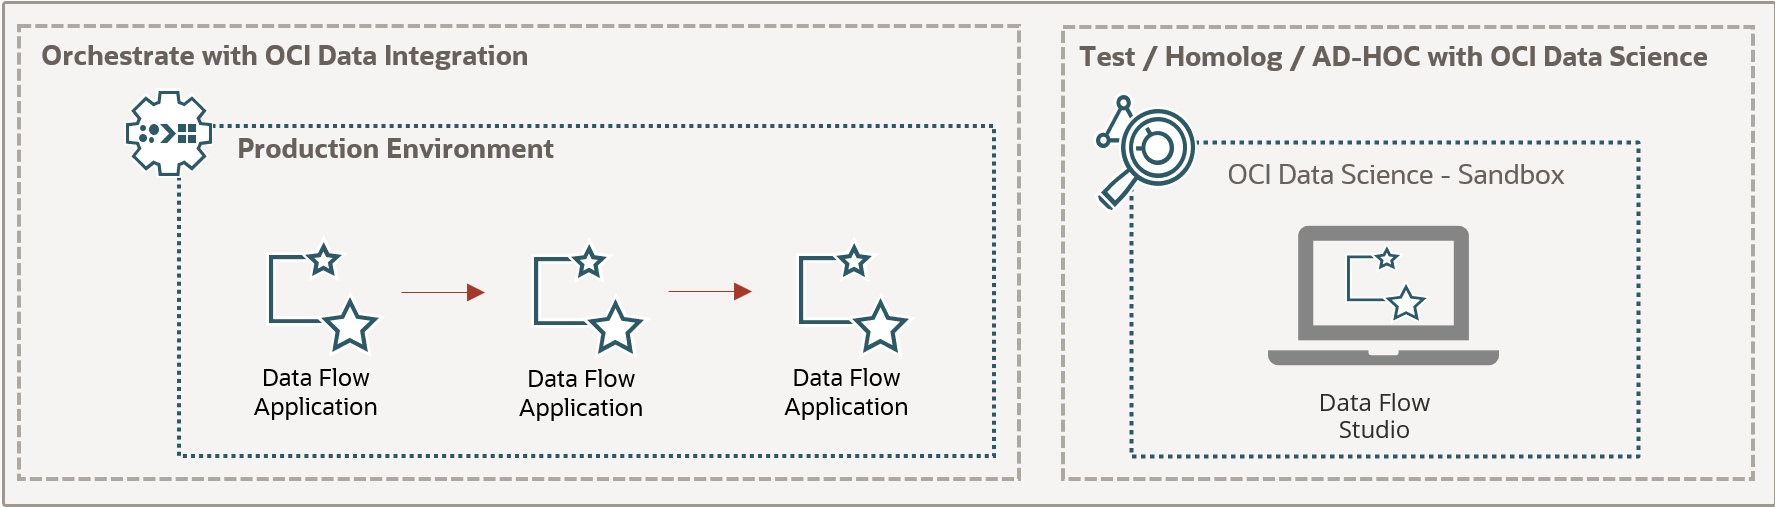 Orchestrate with OCI Data Integration
Production Environment
Data Flow
Application
Data Flow
Application
Data Flow
Application
Test / Homolog / AD-HOC with OCI Data Science
OCI Data Science - Sandbox
Data Flow
Studio